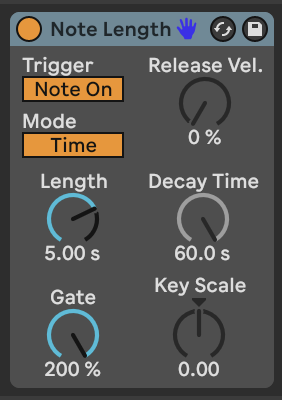 Note Length
Trigger
Note On
Mode
Time
Release Vel.
0 %
Length
5.00 s
Decay Time
60.0 s
Gate
200 %
Key Scale
0.00